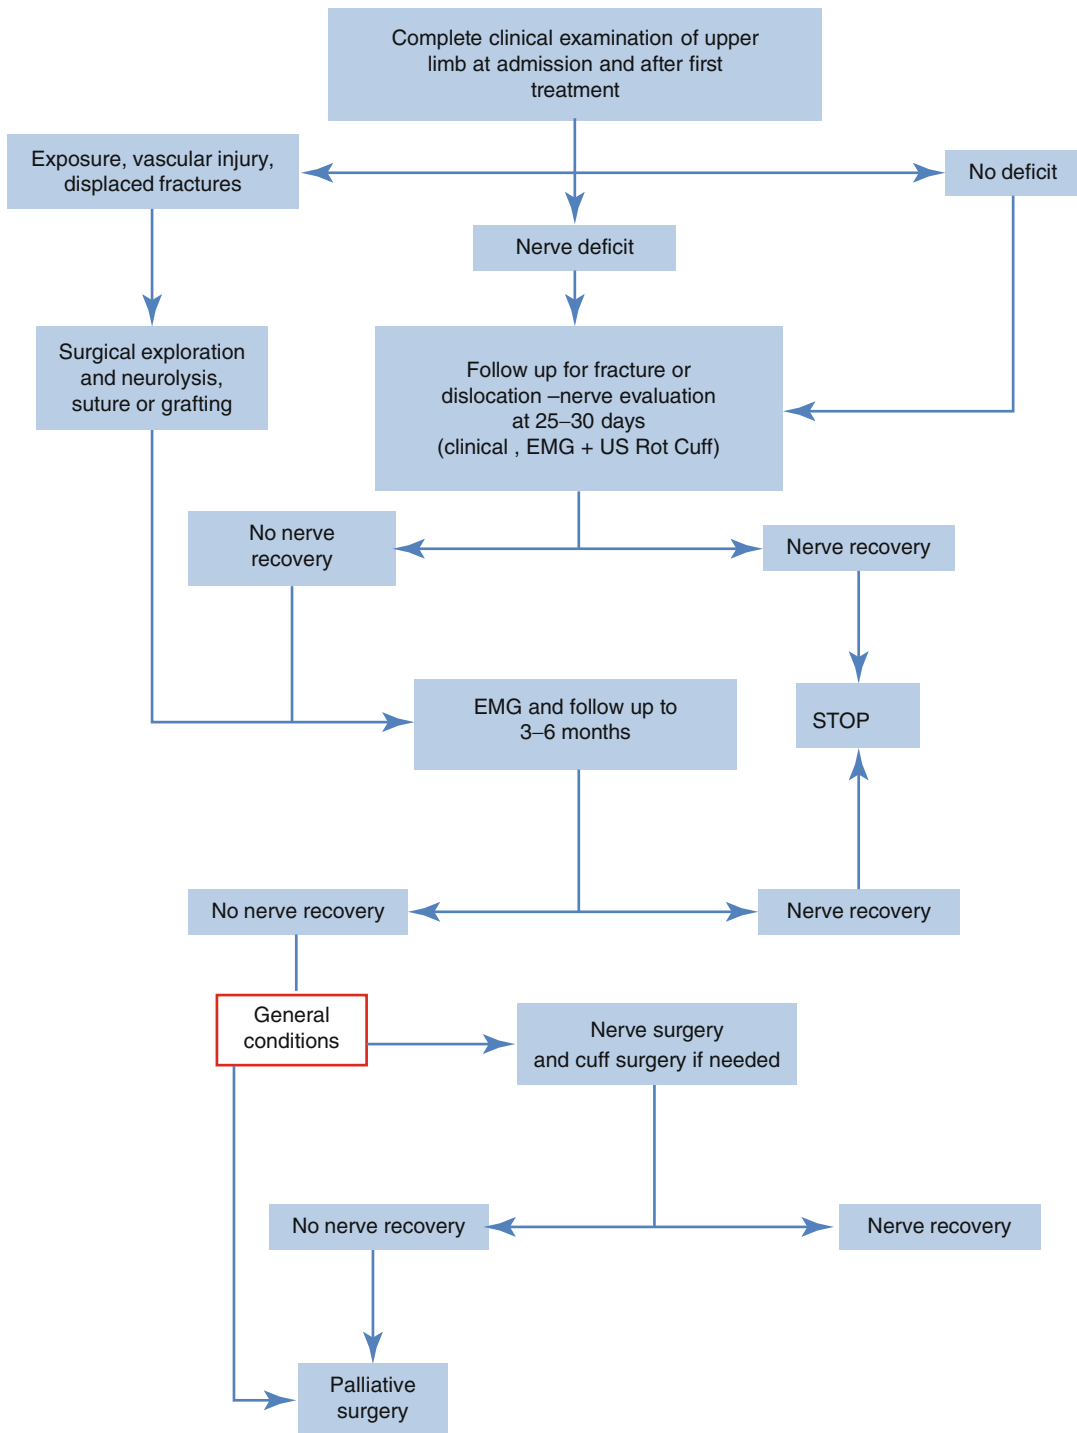 Complete clinical examination of upper
limb at admission and after first
treatment
Exposure, vascular injury,
displaced fractures
No deficit
Nerve deficit
Surgical exploration
and neurolysis,
suture or grafting
Follow up for fracture or
dislocation –nerve evaluation
at 25–30 days
(clinical , EMG + US Rot Cuff)
No nerve
recovery
Nerve recovery
EMG and follow up to
3–6 months
STOP
No nerve recovery
Nerve recovery
General
conditions
Nerve surgery
and cuff surgery if needed
No nerve recovery
Nerve recovery
Palliative
surgery